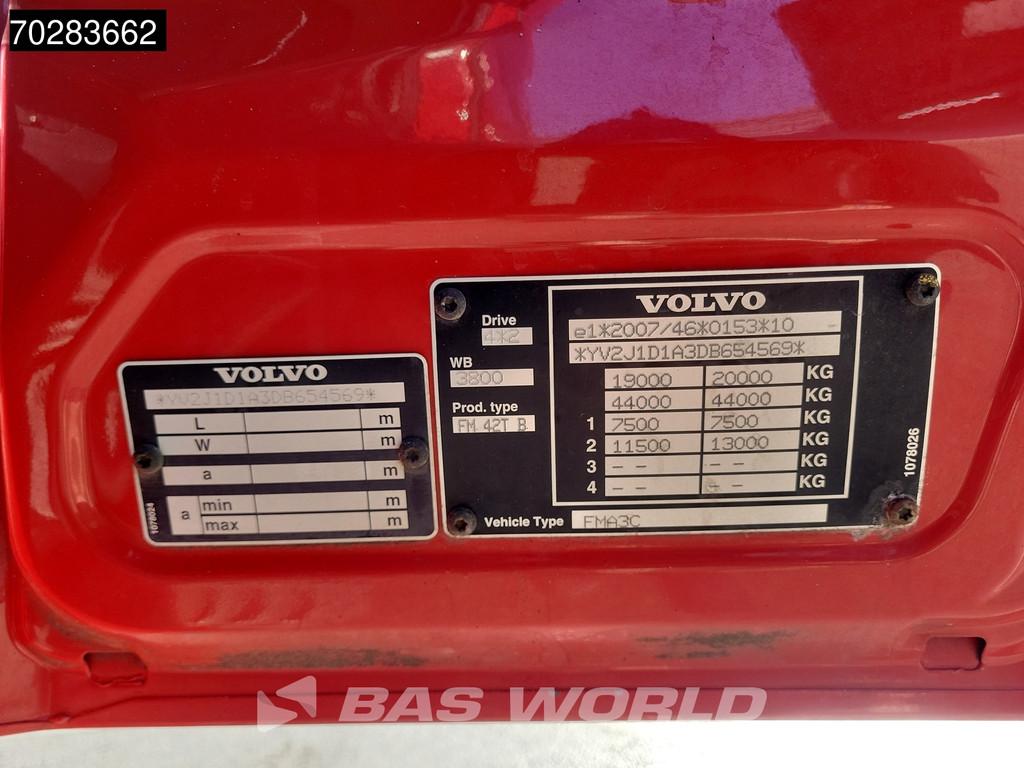 70283662
VOLVO
*YV2J1D1A3DB654569*
L m
W m
a m
a min m
max m
1078024
Drive
4*2
WB
3800
Prod. type
FM 42T B
VOLVO
e1*2007/46*0153*10 -
*YV2J1D1A3DB654569*
19000 20000 KG
44000 44000 KG
1 7500 7500 KG
2 11500 13000 KG
3 -- -- KG
4 -- -- KG
1078026
Vehicle Type FMA3C
BAS WORLD